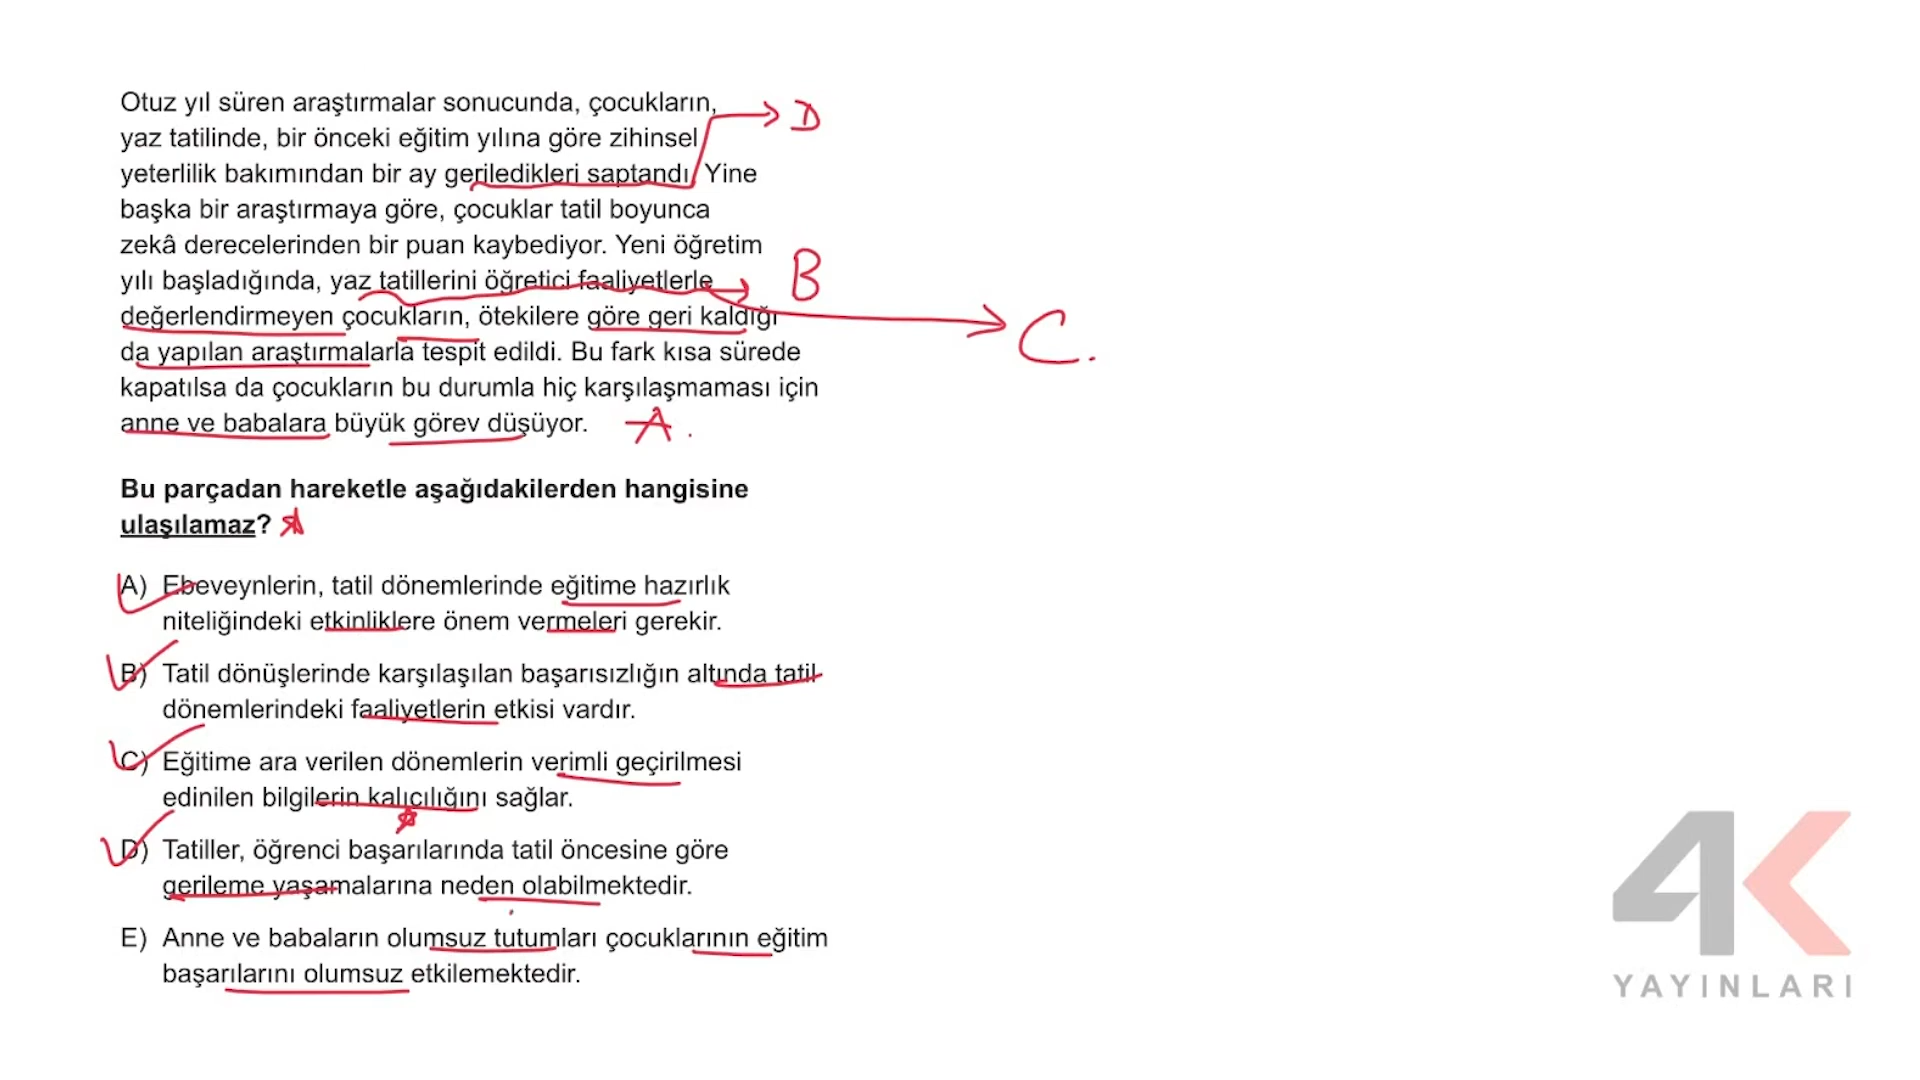 Otuz yıl süren araştırmalar sonucunda, çocukların,
yaz tatilinde, bir önceki eğitim yılına göre zihinsel
yeterlilik bakımından bir ay geriledikleri saptandı. Yine
başka bir araştırmaya göre, çocuklar tatil boyunca
zekâ derecelerinden bir puan kaybediyor. Yeni öğretim
yılı başladığında, yaz tatillerini öğretici faaliyetlerle
değerlendirmeyen çocukların, ötekilere göre geri kaldığı
da yapılan araştırmalarla tespit edildi. Bu fark kısa sürede
kapatılsa da çocukların bu durumla hiç karşılaşmaması için
anne ve babalara büyük görev düşüyor.
D
B
C.
A.
Bu parçadan hareketle aşağıdakilerden hangisine
ulaşılamaz?
A) Ebeveynlerin, tatil dönemlerinde eğitime hazırlık
niteliğindeki etkinliklere önem vermeleri gerekir.
B) Tatil dönüşlerinde karşılaşılan başarısızlığın altında tatil
dönemlerindeki faaliyetlerin etkisi vardır.
C) Eğitime ara verilen dönemlerin verimli geçirilmesi
edinilen bilgilerin kalıcılığını sağlar.
D) Tatiller, öğrenci başarılarında tatil öncesine göre
gerileme yaşamalarına neden olabilmektedir.
E) Anne ve babaların olumsuz tutumları çocuklarının eğitim
başarılarını olumsuz etkilemektedir.
4K
YAYINLARI